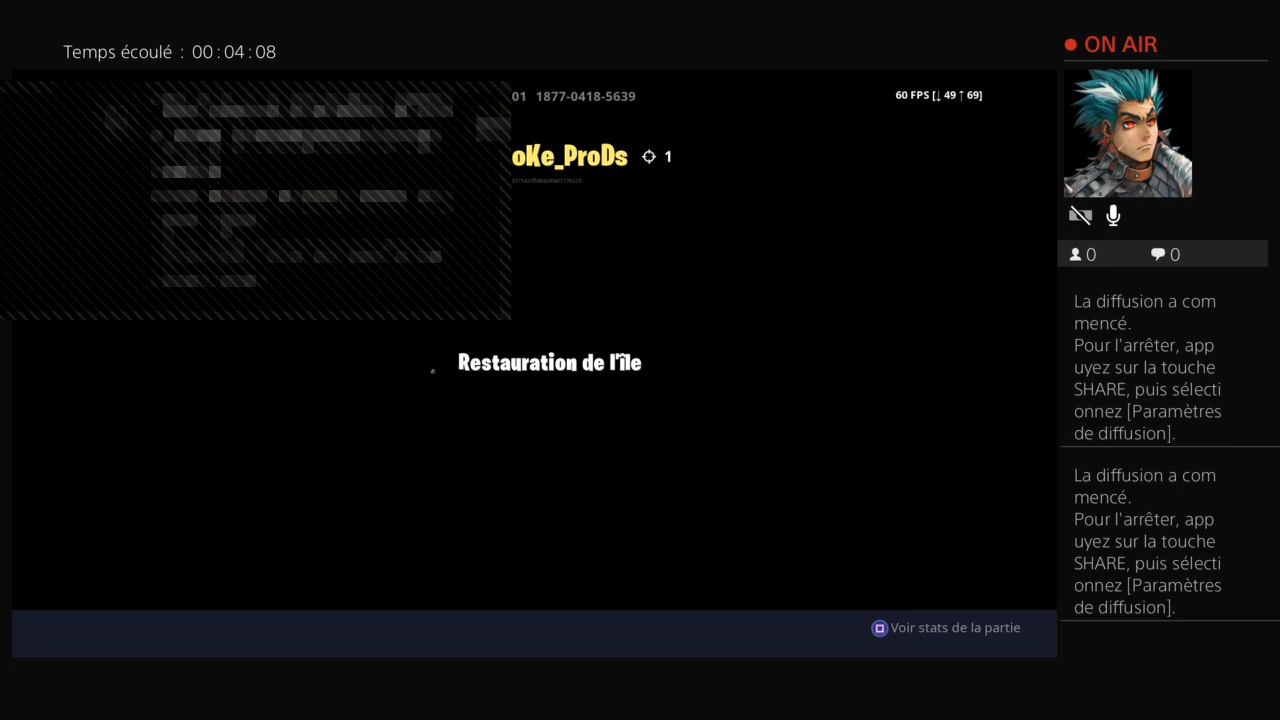 Temps écoulé : 00:04:08
ON AIR
01 1877-0418-5639
60 FPS [↓ 49 ↑ 69]
oKe_ProDs 1
0 0
Restauration de l'île
La diffusion a com
mencé.
Pour l'arrêter, app
uyez sur la touche
SHARE, puis sélecti
onnez [Paramètres
de diffusion].
La diffusion a com
mencé.
Pour l'arrêter, app
uyez sur la touche
SHARE, puis sélecti
onnez [Paramètres
de diffusion].
Voir stats de la partie